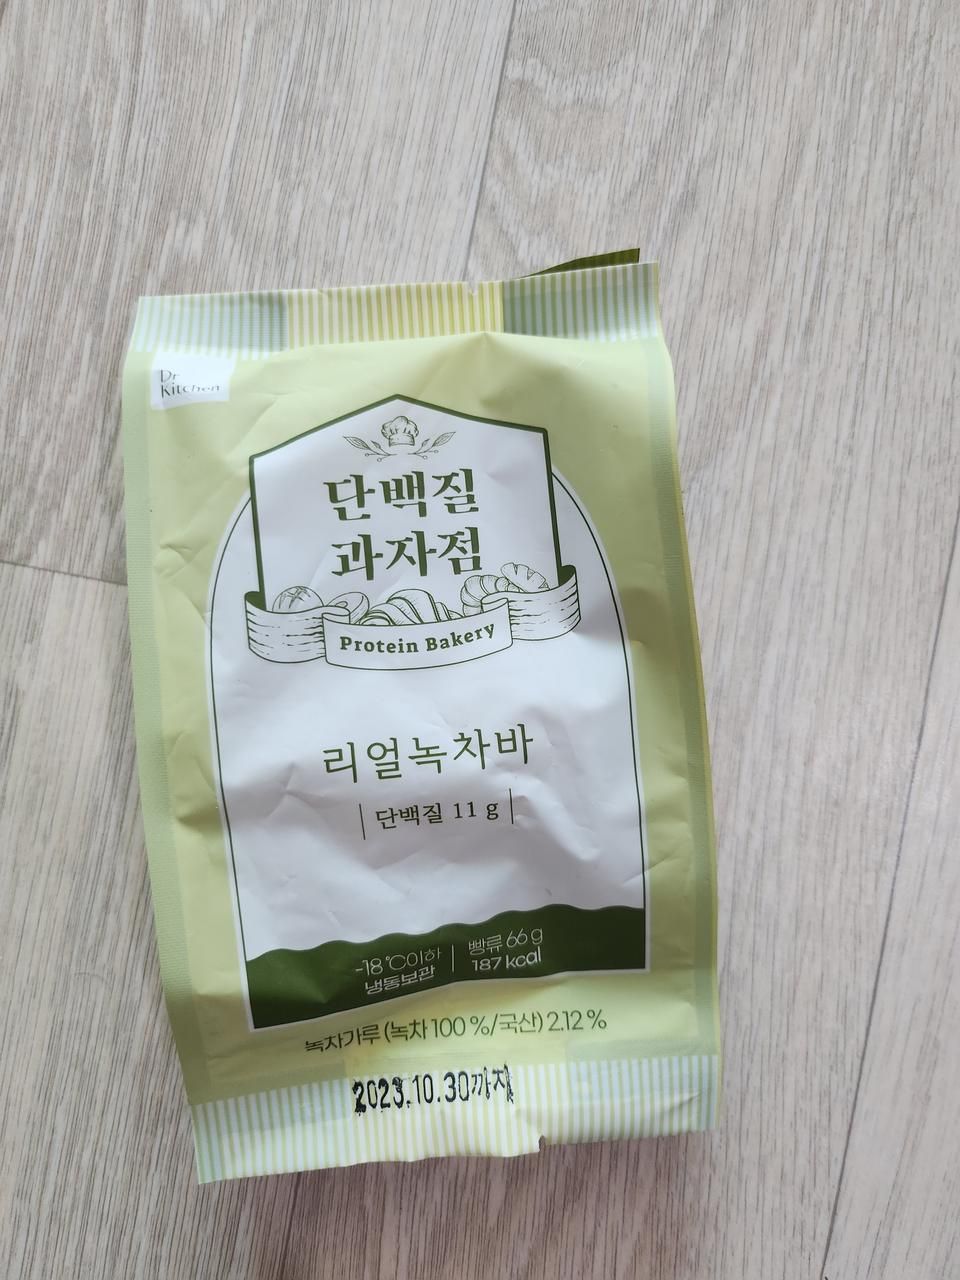 Dr
Kitchen
단백질
과자점
Protein Bakery
리얼녹차바
단백질 11 g
-18 ℃이하
냉동보관
빵류 66 g
187 kcal
녹차가루 (녹차 100 %/국산) 2.12 %
2023.10.30까지